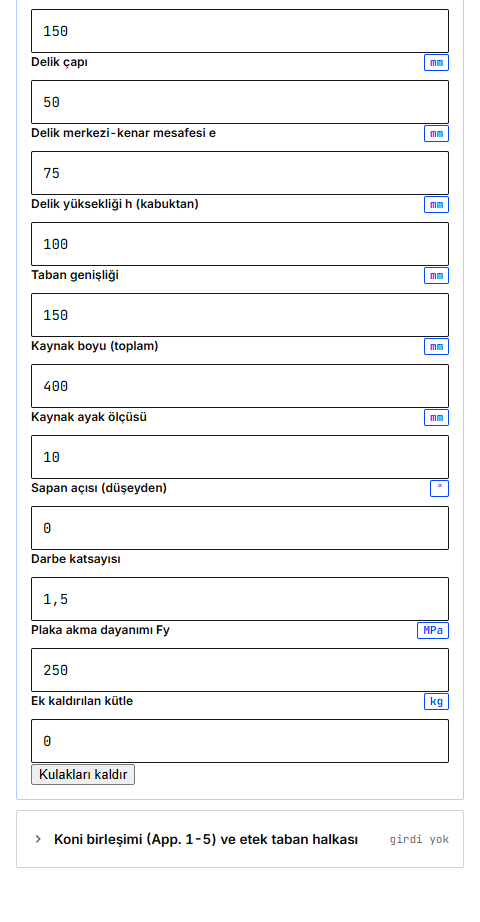 150
Delik çapı mm
50
Delik merkezi-kenar mesafesi e mm
75
Delik yüksekliği h (kabuktan) mm
100
Taban genişliği mm
150
Kaynak boyu (toplam) mm
400
Kaynak ayak ölçüsü mm
10
Sapan açısı (düşeyden) °
0
Darbe katsayısı
1,5
Plaka akma dayanımı Fy MPa
250
Ek kaldırılan kütle kg
0
Kulakları kaldır
Koni birleşimi (App. 1-5) ve etek taban halkası girdi yok